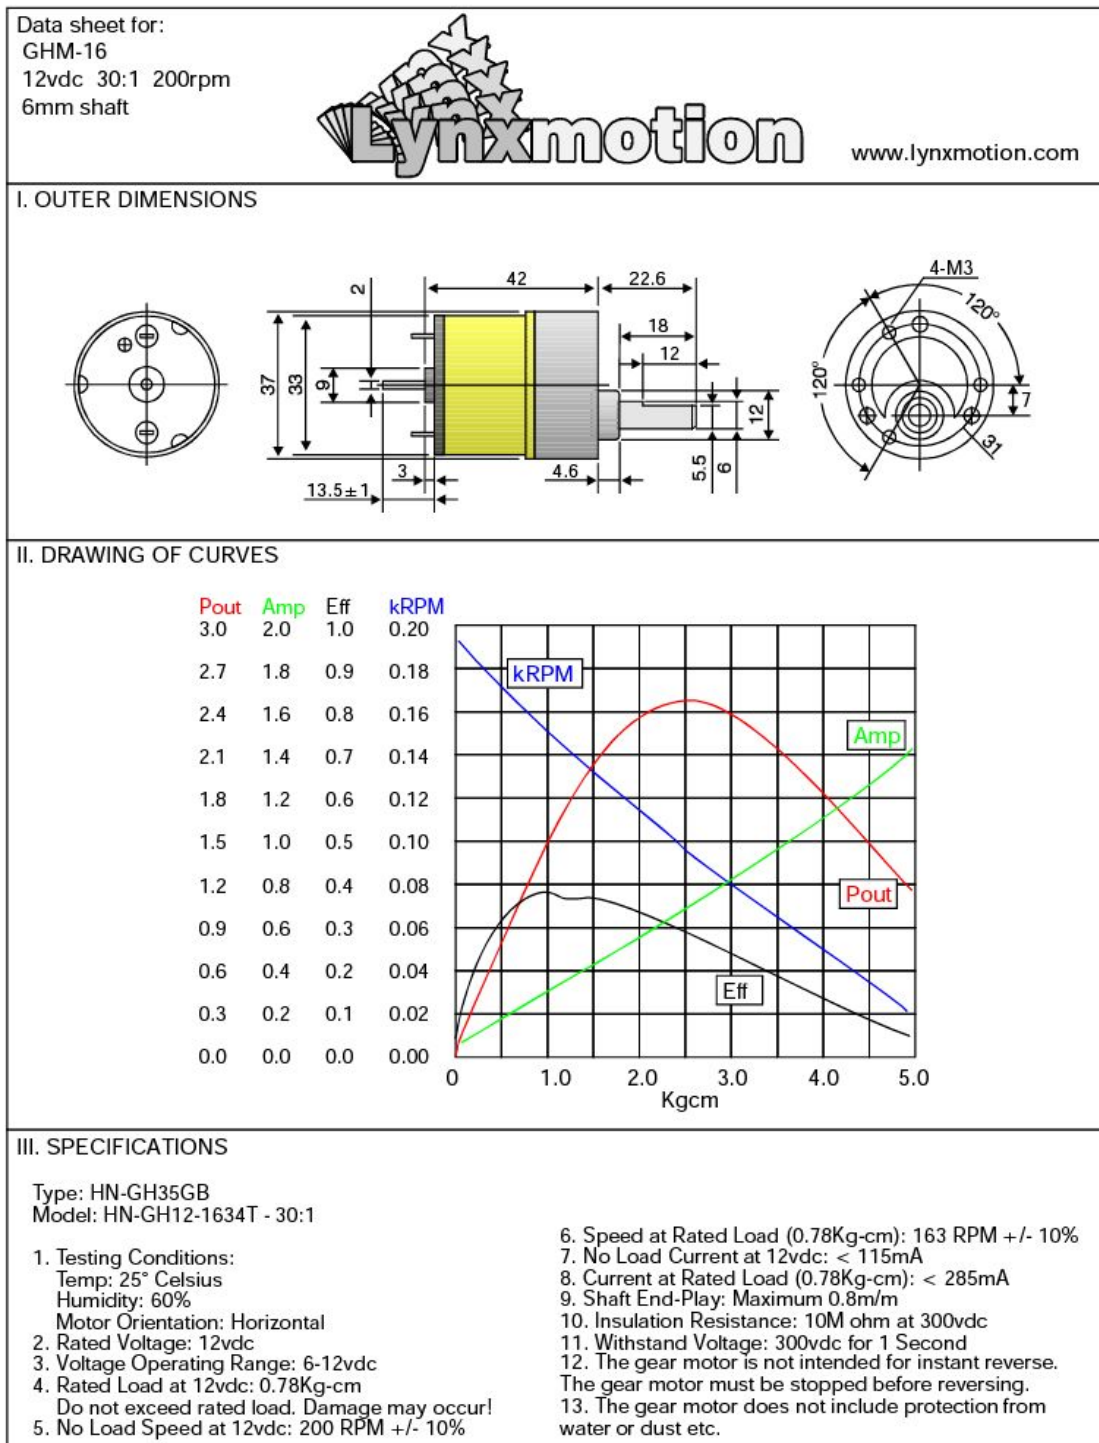 Data sheet for:
GHM-16
12vdc 30:1 200rpm
6mm shaft
Lynxmotion
www.lynxmotion.com
I. OUTER DIMENSIONS
2
42
22.6
18
12
37
33
9
3
13.5±1
4.6
5.5
6
12
4-M3
120°
120°
7
31
II. DRAWING OF CURVES
Pout Amp Eff kRPM
3.0 2.0 1.0 0.20
2.7 1.8 0.9 0.18
2.4 1.6 0.8 0.16
2.1 1.4 0.7 0.14
1.8 1.2 0.6 0.12
1.5 1.0 0.5 0.10
1.2 0.8 0.4 0.08
0.9 0.6 0.3 0.06
0.6 0.4 0.2 0.04
0.3 0.2 0.1 0.02
0.0 0.0 0.0 0.00
kRPM
Amp
Pout
Eff
0 1.0 2.0 3.0 4.0 5.0
Kgcm
III. SPECIFICATIONS
Type: HN-GH35GB
Model: HN-GH12-1634T - 30:1
1. Testing Conditions:
Temp: 25° Celsius
Humidity: 60%
Motor Orientation: Horizontal
2. Rated Voltage: 12vdc
3. Voltage Operating Range: 6-12vdc
4. Rated Load at 12vdc: 0.78Kg-cm
Do not exceed rated load. Damage may occur!
5. No Load Speed at 12vdc: 200 RPM +/- 10%
6. Speed at Rated Load (0.78Kg-cm): 163 RPM +/- 10%
7. No Load Current at 12vdc: < 115mA
8. Current at Rated Load (0.78Kg-cm): < 285mA
9. Shaft End-Play: Maximum 0.8m/m
10. Insulation Resistance: 10M ohm at 300vdc
11. Withstand Voltage: 300vdc for 1 Second
12. The gear motor is not intended for instant reverse.
The gear motor must be stopped before reversing.
13. The gear motor does not include protection from
water or dust etc.